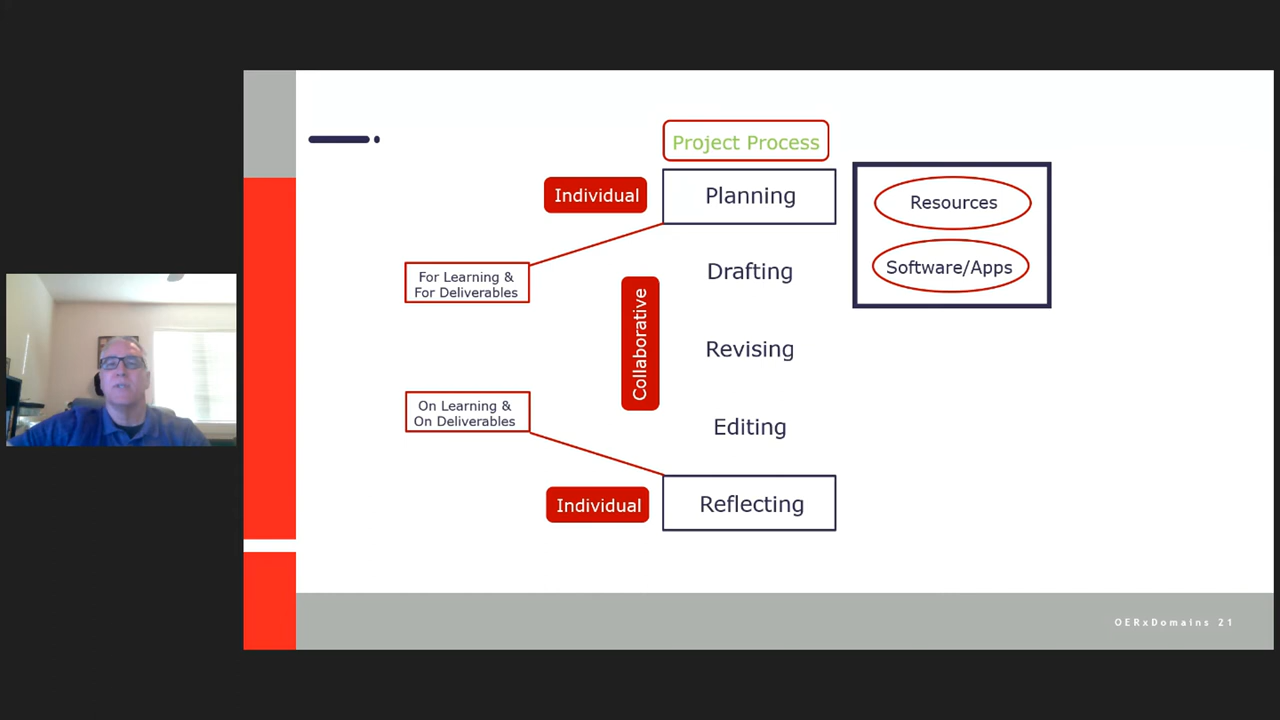 Project Process
Individual
Planning
Resources
Software/Apps
For Learning &
For Deliverables
Drafting
Collaborative
Revising
On Learning &
On Deliverables
Editing
Individual
Reflecting
OERxDomains 21